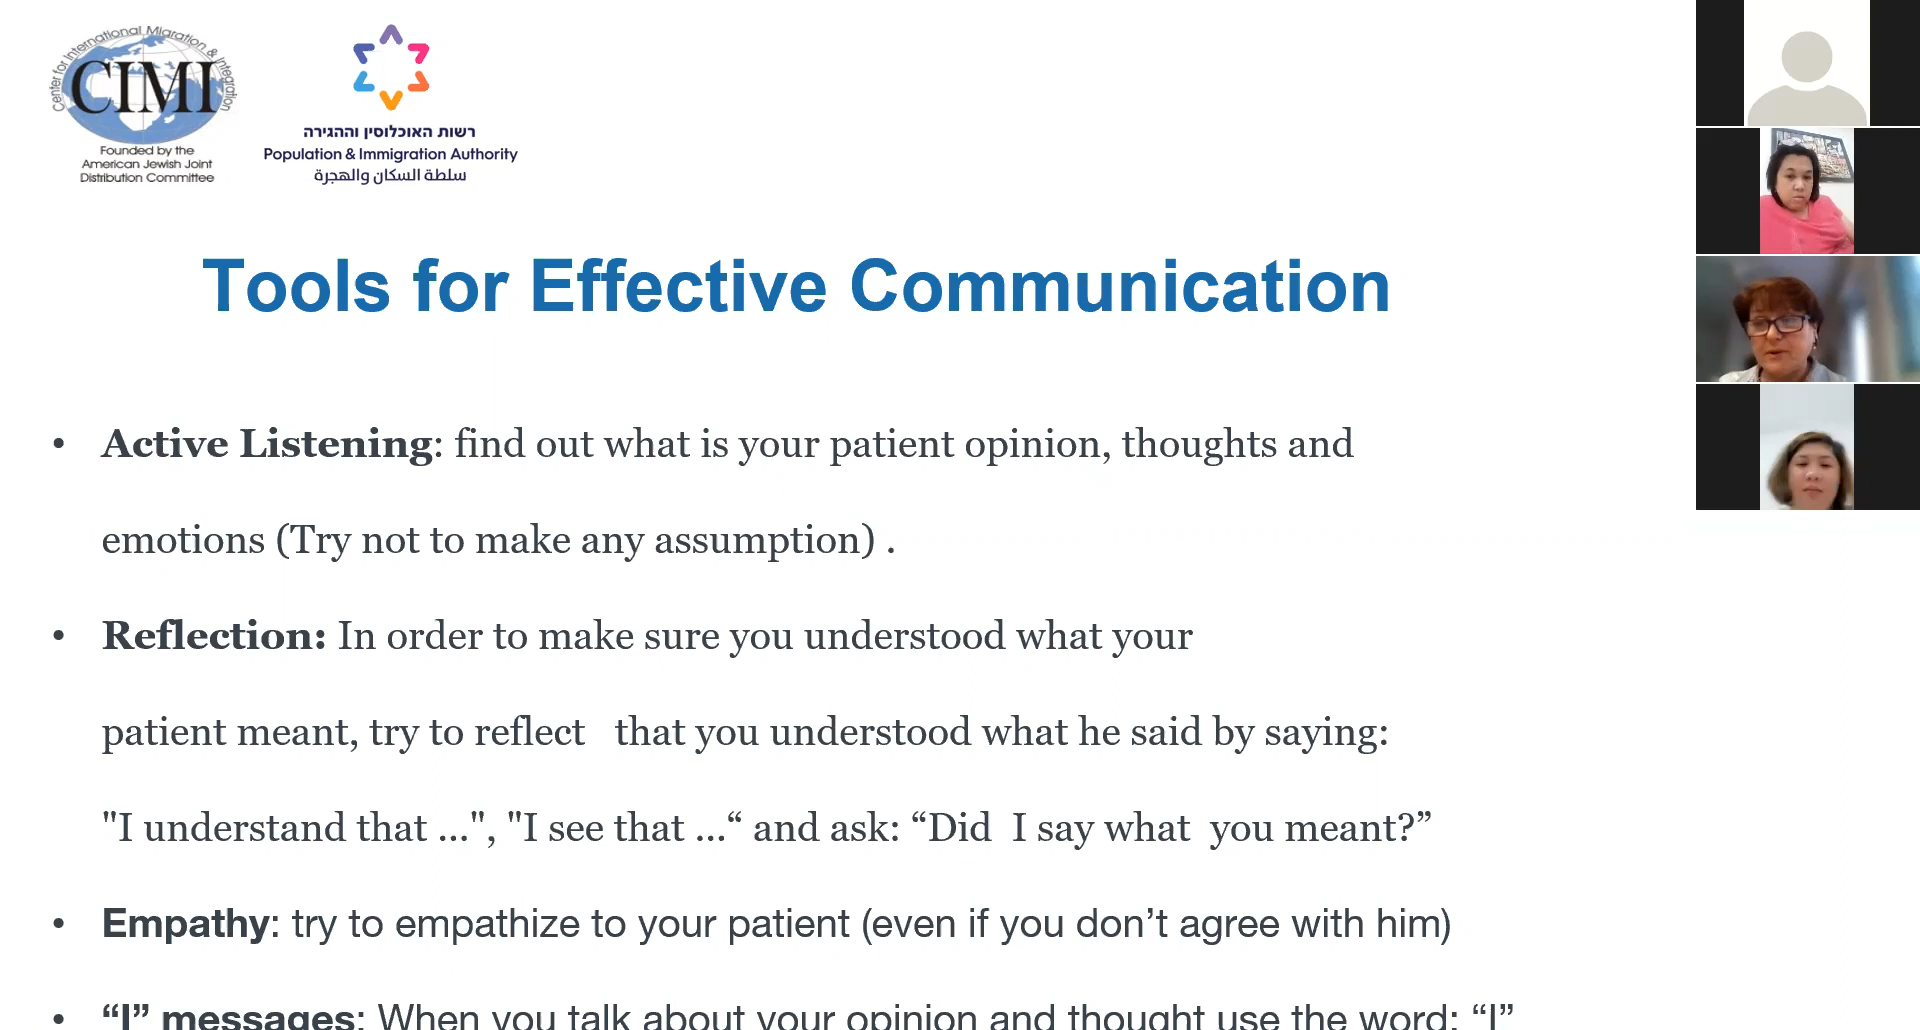 Center for International Migration & Integration
CIMI
Founded by the
American Jewish Joint
Distribution Committee
רשות האוכלוסין וההגירה
Population & Immigration Authority
سلطة السكان والهجرة
Tools for Effective Communication
• Active Listening: find out what is your patient opinion, thoughts and
emotions (Try not to make any assumption) .
• Reflection: In order to make sure you understood what your
patient meant, try to reflect   that you understood what he said by saying:
"I understand that ...", "I see that ...“ and ask: “Did  I say what  you meant?”
• Empathy: try to empathize to your patient (even if you don’t agree with him)
• “I” messages: When you talk about your opinion and thought use the word: “I”